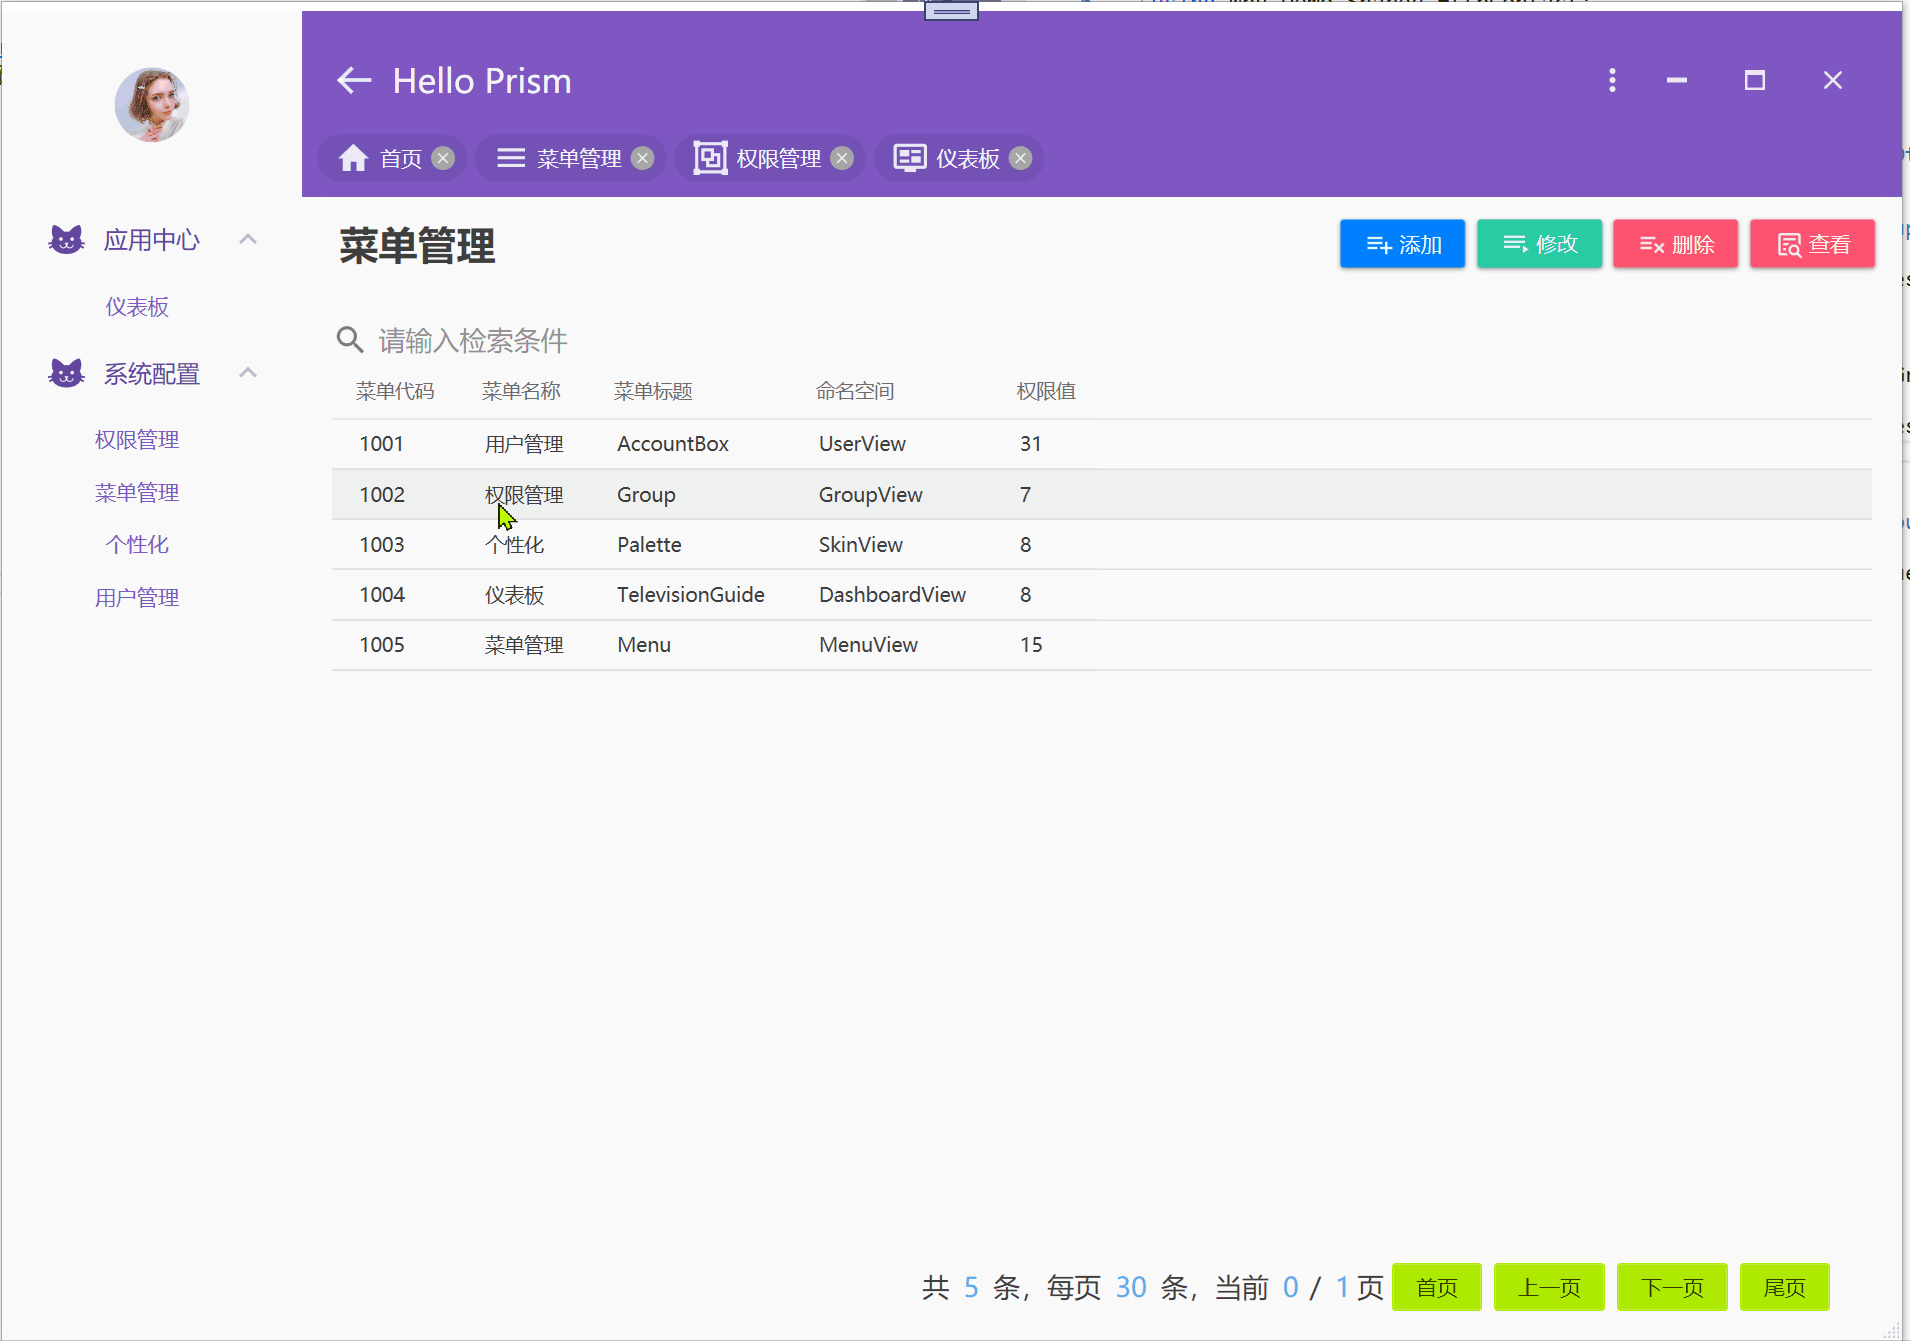 Hello Prism
首页 菜单管理 权限管理 仪表板
应用中心
仪表板
系统配置
权限管理
菜单管理
个性化
用户管理
菜单管理 添加 修改 删除 查看
请输入检索条件
菜单代码 菜单名称 菜单标题 命名空间 权限值
1001 用户管理 AccountBox UserView 31
1002 权限管理 Group GroupView 7
1003 个性化 Palette SkinView 8
1004 仪表板 TelevisionGuide DashboardView 8
1005 菜单管理 Menu MenuView 15
共 5 条，每页 30 条，当前 0 / 1 页 首页 上一页 下一页 尾页